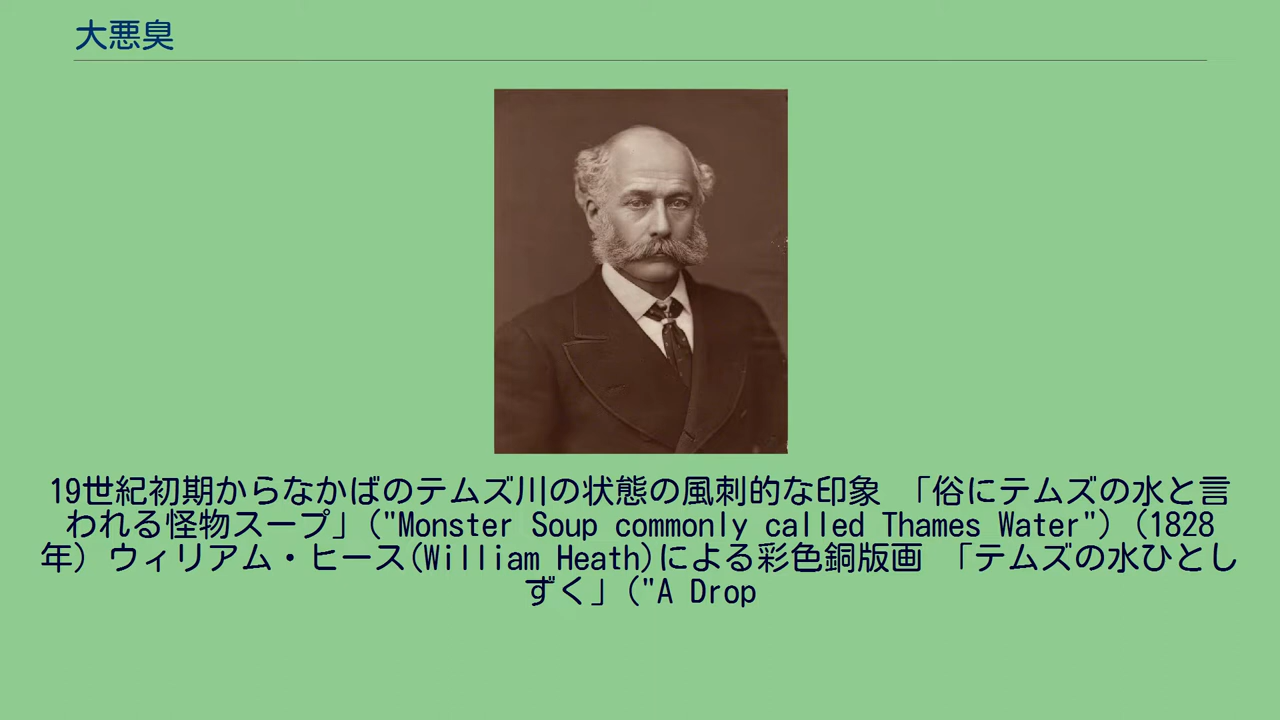 大悪臭
19世紀初期からなかばのテムズ川の状態の風刺的な印象 「俗にテムズの水と言
われる怪物スープ」("Monster Soup commonly called Thames Water") (1828
年) ウィリアム・ヒース(William Heath)による彩色銅版画 「テムズの水ひとし
ずく」("A Drop